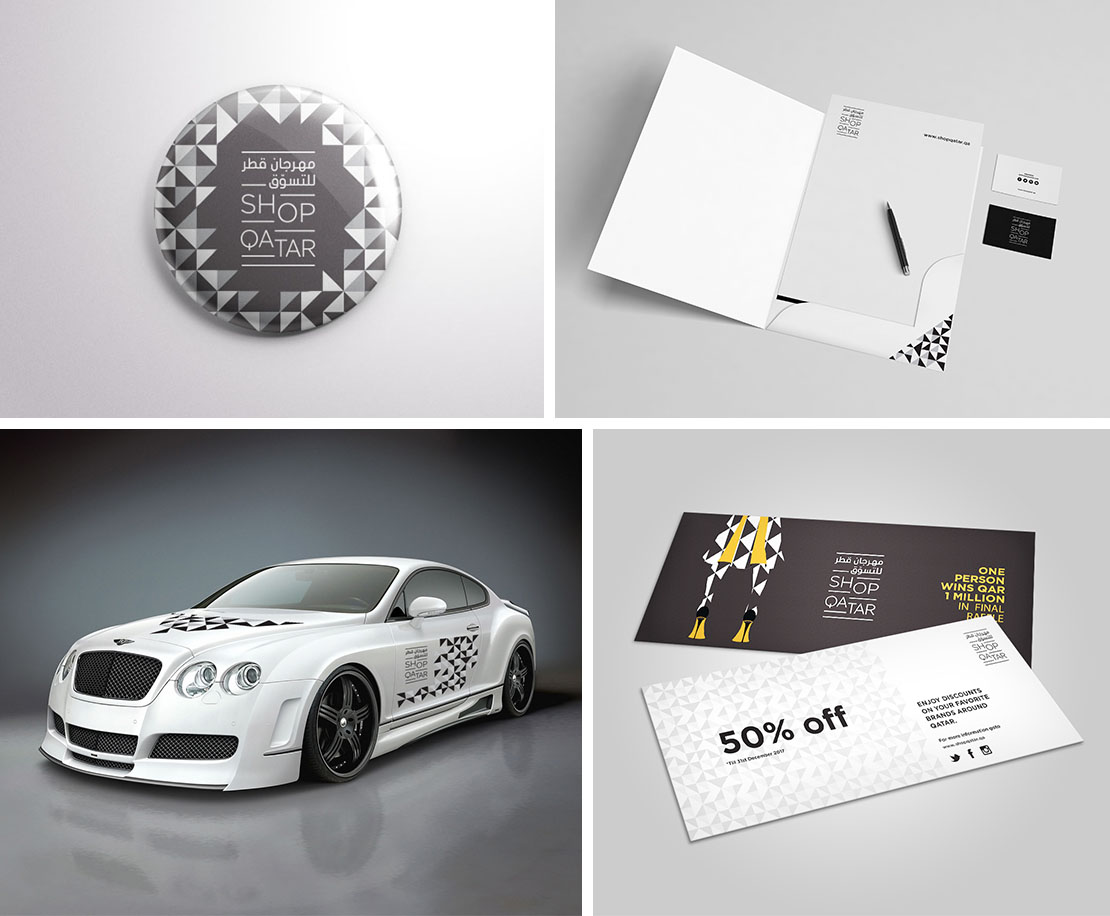 مهرجان قطر
للتسوّق
SHOP
QATAR
مهرجان قطر
للتسوّق
SHOP
QATAR
www.shopqatar.qa
مهرجان قطر
للتسوّق
SHOP
QATAR
مهرجان قطر
للتسوّق
SHOP
QATAR
مهرجان قطر
للتسوّق
SHOP
QATAR
ONE
PERSON
WINS QAR
1 MILLION
IN FINAL
RAFFLE
مهرجان قطر
للتسوّق
SHOP
QATAR
50% off
*Til 31st December 2017
ENJOY DISCOUNTS
ON YOUR FAVORITE
BRANDS AROUND
QATAR.
For more information goto
www.shopqatar.qa